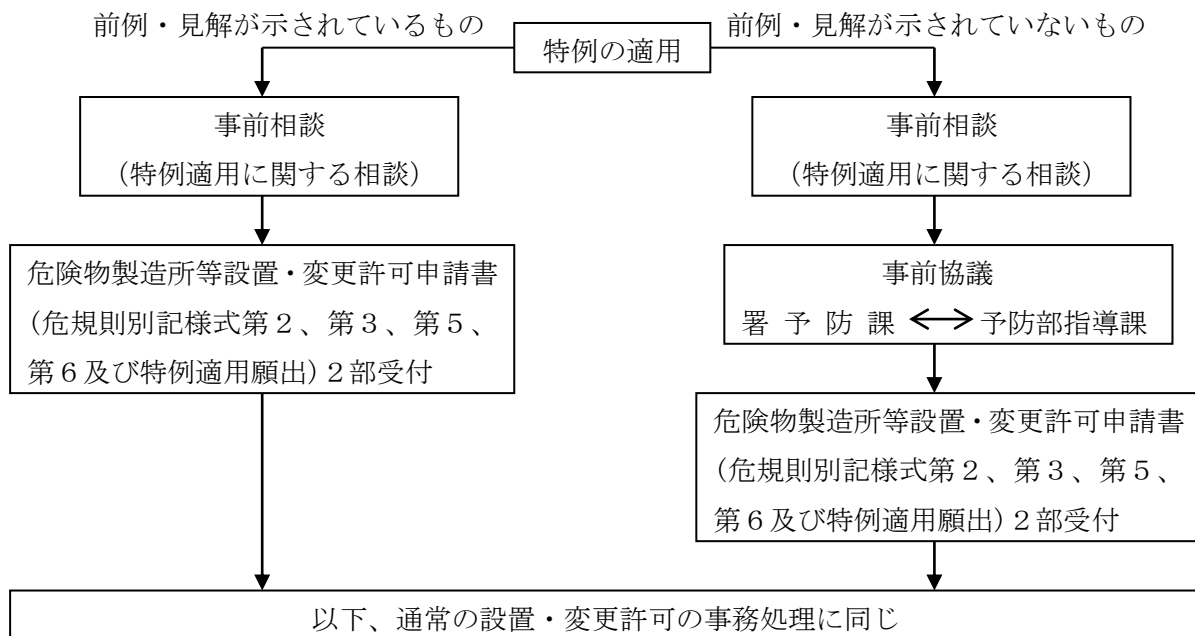 前例・見解が示されているもの
特例の適用
前例・見解が示されていないもの
事前相談
(特例適用に関する相談)
事前相談
(特例適用に関する相談)
危険物製造所等設置・変更許可申請書
(危規則別記様式第２、第３、第５、
第６及び特例適用願出)２部受付
事前協議
署予防課 ⟷ 予防部指導課
危険物製造所等設置・変更許可申請書
(危規則別記様式第２、第３、第５、
第６及び特例適用願出)２部受付
以下、通常の設置・変更許可の事務処理に同じ